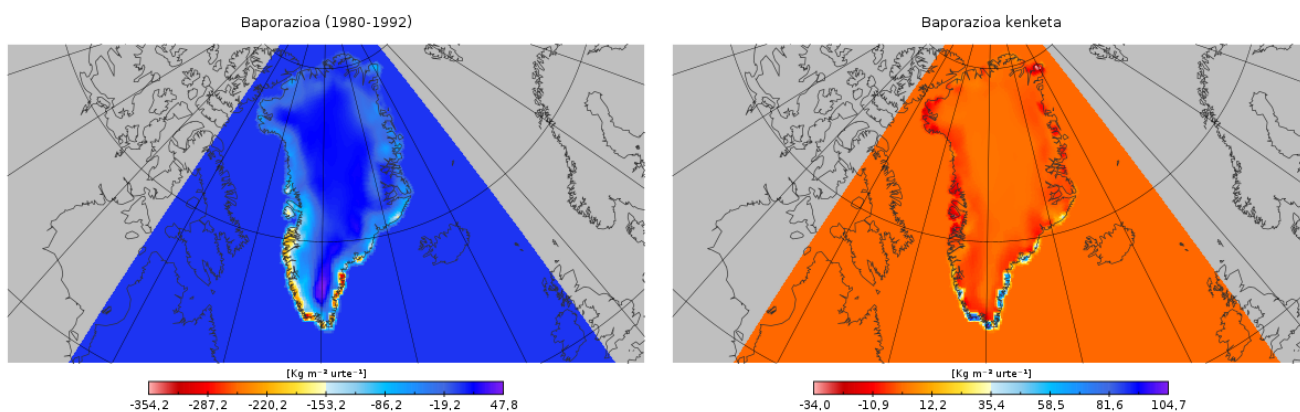 Baporazioa (1980-1992)
Baporazioa kenketa
[Kg m⁻² urte⁻¹]
-354,2 -287,2 -220,2 -153,2 -86,2 -19,2 47,8
[Kg m⁻² urte⁻¹]
-34,0 -10,9 12,2 35,4 58,5 81,6 104,7